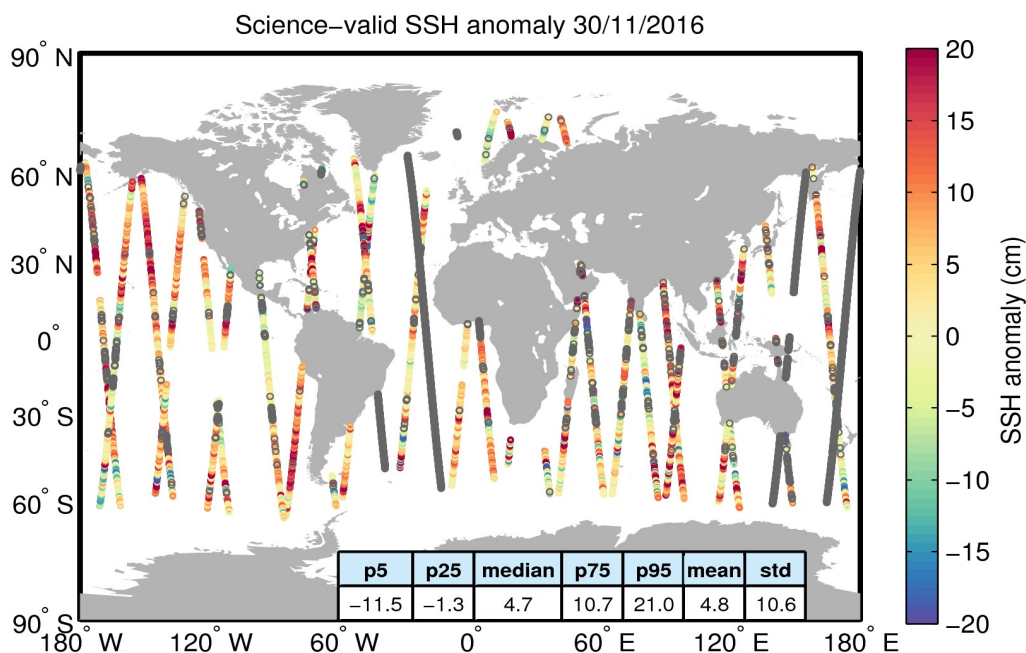 Science−valid SSH anomaly 30/11/2016
90° N
60° N
30° N
0°
30° S
60° S
90° S
180° W
120° W
60° W
0°
60° E
120° E
180° E
p5 p25 median p75 p95 mean std
−11.5 −1.3 4.7 10.7 21.0 4.8 10.6
20
15
10
5
0
−5
−10
−15
−20
SSH anomaly (cm)